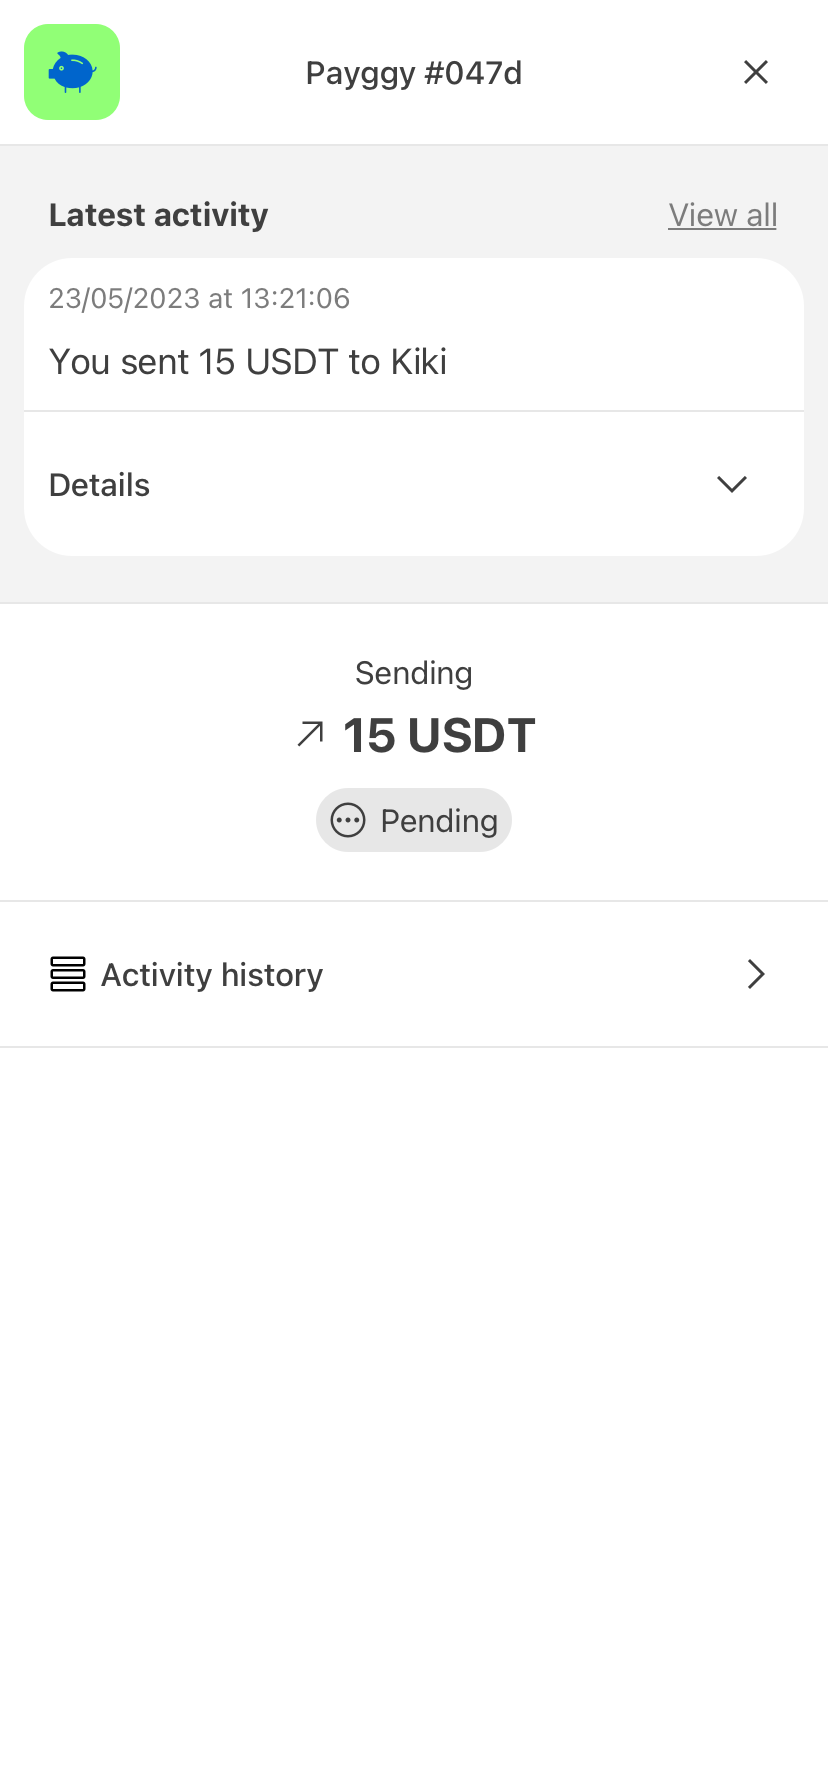 Payggy #047d
Latest activity
View all
23/05/2023 at 13:21:06
You sent 15 USDT to Kiki
Details
Sending
15 USDT
Pending
Activity history